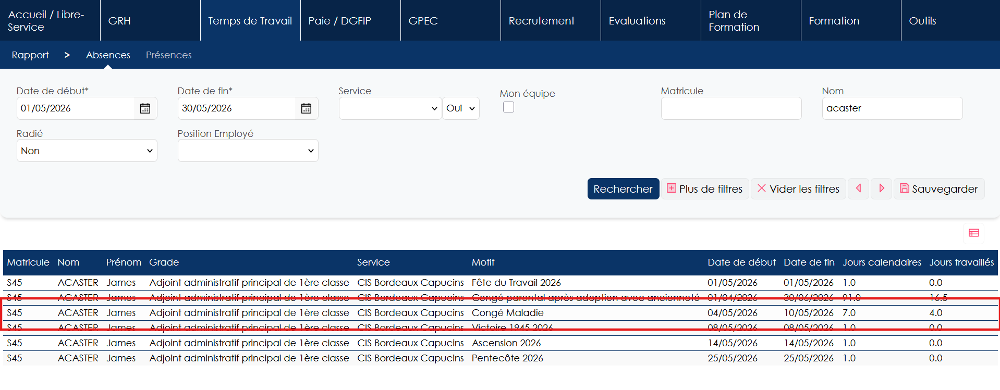 Accueil / Libre-Service GRH Temps de Travail Paie / DGFIP GPEC Recrutement Evaluations Plan de Formation Formation Outils
Rapport > Absences Présences
Date de début* Date de fin* Service Mon équipe Matricule Nom
01/05/2026 30/05/2026 Oui acaster
Radié Position Employé
Non
Rechercher Plus de filtres Vider les filtres Sauvegarder
Matricule Nom Prénom Grade Service Motif Date de début Date de fin Jours calendaires Jours travaillés
S45 ACASTER James Adjoint administratif principal de 1ère classe CIS Bordeaux Capucins Fête du Travail 2026 01/05/2026 01/05/2026 1.0 0.0
S45 ACASTER James Adjoint administratif principal de 1ère classe CIS Bordeaux Capucins Congé parental après adoption avec ancienneté 01/04/2026 30/06/2026 91.0 16.5
S45 ACASTER James Adjoint administratif principal de 1ère classe CIS Bordeaux Capucins Congé Maladie 04/05/2026 10/05/2026 7.0 4.0
S45 ACASTER James Adjoint administratif principal de 1ère classe CIS Bordeaux Capucins Victoire 1945 2026 08/05/2026 08/05/2026 1.0 0.0
S45 ACASTER James Adjoint administratif principal de 1ère classe CIS Bordeaux Capucins Ascension 2026 14/05/2026 14/05/2026 1.0 0.0
S45 ACASTER James Adjoint administratif principal de 1ère classe CIS Bordeaux Capucins Pentecôte 2026 25/05/2026 25/05/2026 1.0 0.0